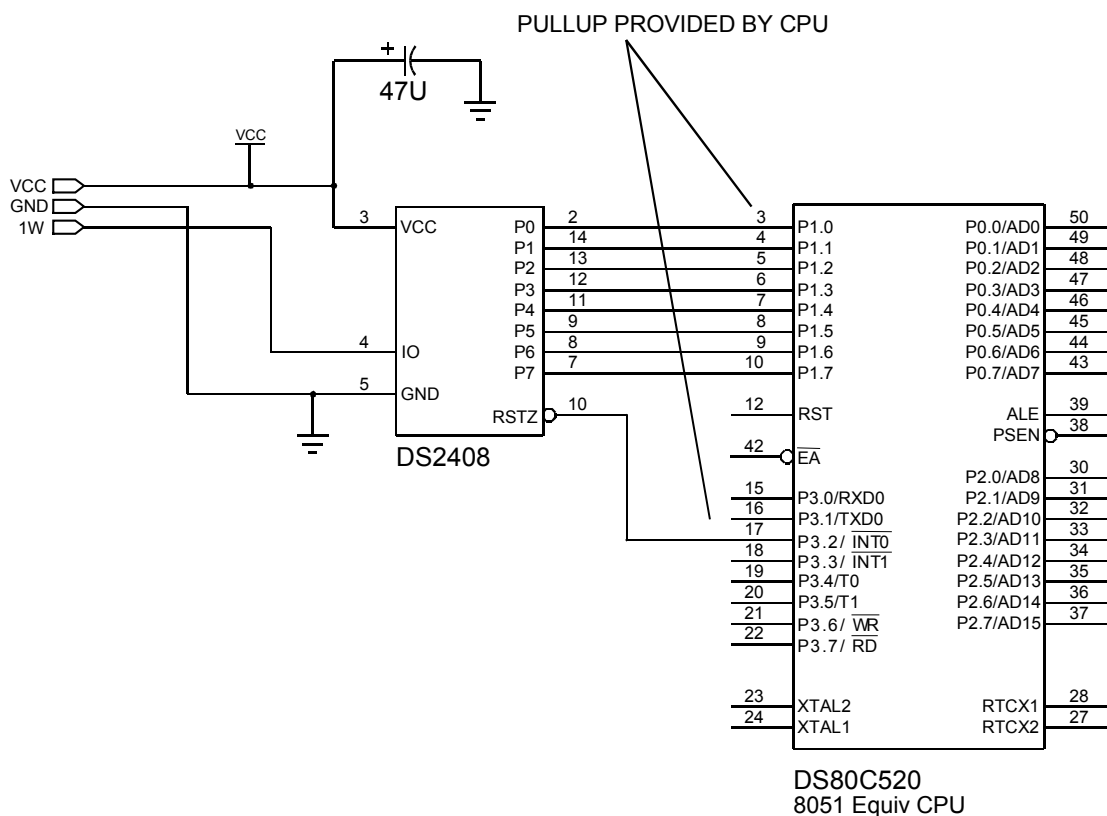 PULLUP PROVIDED BY CPU
+
47U
VCC
VCC
GND
1W
3 VCC
4 IO
5 GND
P0 2
P1 14
P2 13
P3 12
P4 11
P5 9
P6 8
P7 7
RSTZ 10
DS2408
3 P1.0
4 P1.1
5 P1.2
6 P1.3
7 P1.4
8 P1.5
9 P1.6
10 P1.7
12 RST
42 EA
15 P3.0/RXD0
16 P3.1/TXD0
17 P3.2/ INT0
18 P3.3/ INT1
19 P3.4/T0
20 P3.5/T1
21 P3.6/ WR
22 P3.7/ RD
23 XTAL2
24 XTAL1
P0.0/AD0 50
P0.1/AD1 49
P0.2/AD2 48
P0.3/AD3 47
P0.4/AD4 46
P0.5/AD5 45
P0.6/AD6 44
P0.7/AD7 43
ALE 39
PSEN 38
P2.0/AD8 30
P2.1/AD9 31
P2.2/AD10 32
P2.3/AD11 33
P2.4/AD12 34
P2.5/AD13 35
P2.6/AD14 36
P2.7/AD15 37
RTCX1 28
RTCX2 27
DS80C520
8051 Equiv CPU